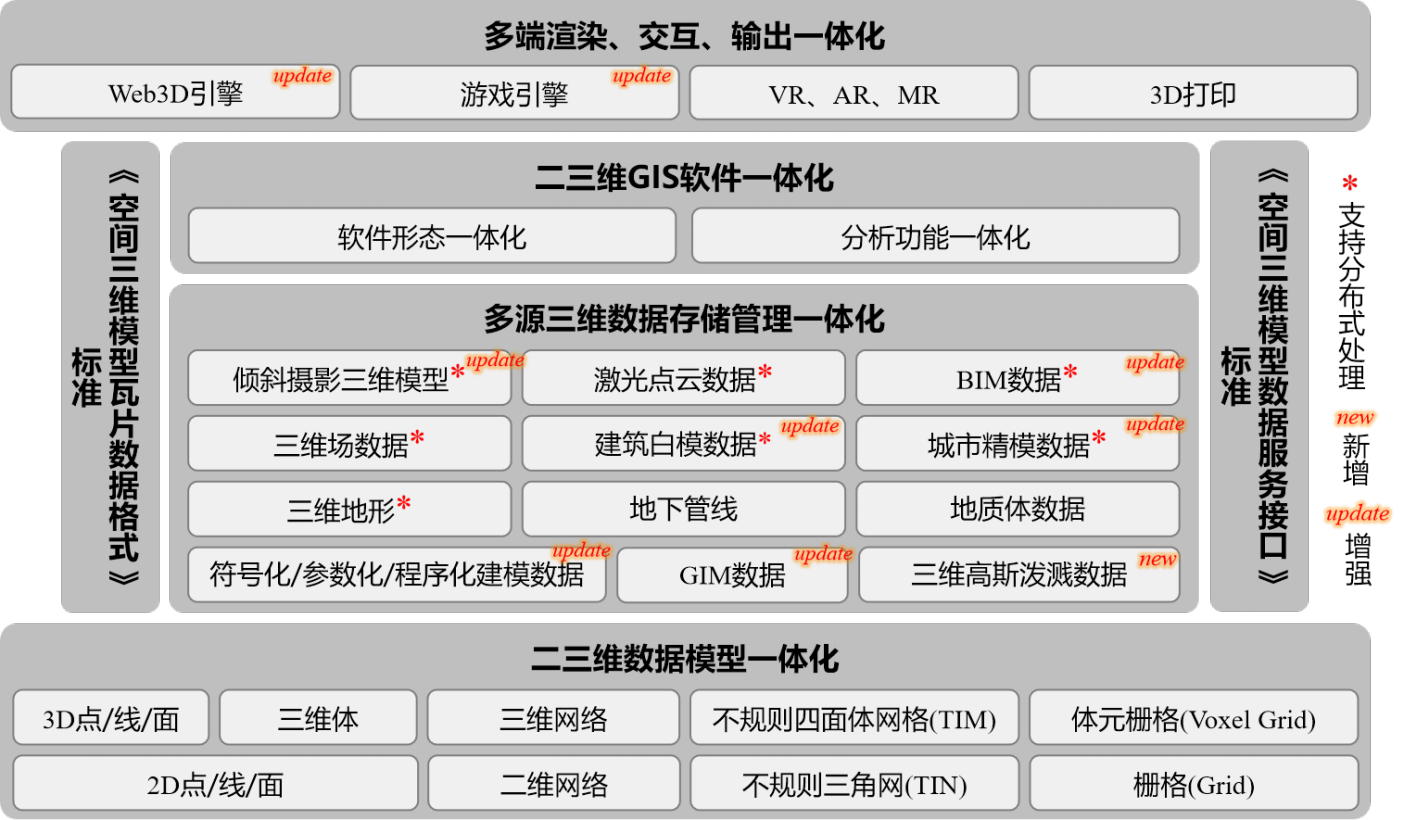 多端渲染、交互、输出一体化
Web3D引擎
update
游戏引擎
update
VR、AR、MR
3D打印
《空间三维模型瓦片数据格式》
标准
二三维GIS软件一体化
软件形态一体化
分析功能一体化
多源三维数据存储管理一体化
倾斜摄影三维模型*
update
激光点云数据*
BIM数据*
update
三维场数据*
建筑白模数据*
update
城市精模数据*
update
三维地形*
地下管线
地质体数据
符号化/参数化/程序化建模数据
update
GIM数据
update
三维高斯泼溅数据
new
《空间三维模型数据服务接口》
标准
*支持分布式处理
new
新增
update
增强
二三维数据模型一体化
3D点/线/面
三维体
三维网络
不规则四面体网格(TIM)
体元栅格(Voxel Grid)
2D点/线/面
二维网络
不规则三角网(TIN)
栅格(Grid)